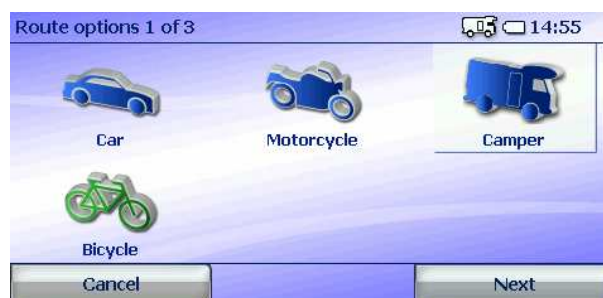 Route options 1 of 3 14:55
Car Motorcycle Camper
Bicycle
Cancel Next